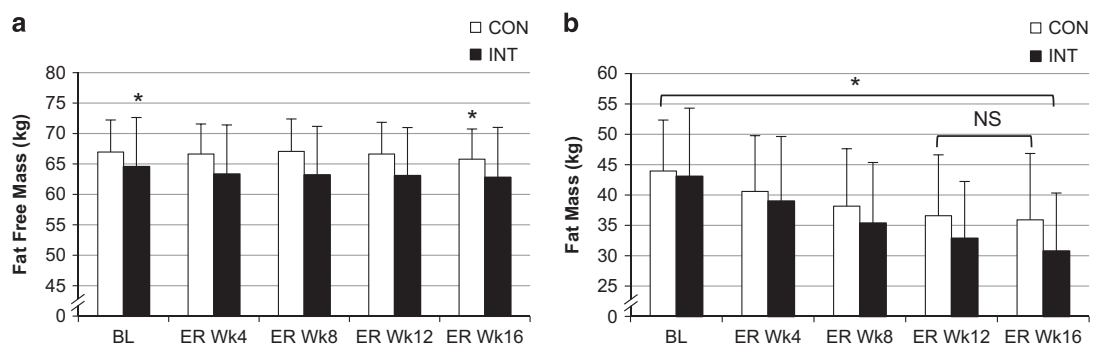 a
CON
INT
Fat Free Mass (kg)
80
75
70
65
60
55
50
45
0
*
*
BL ER Wk4 ER Wk8 ER Wk12 ER Wk16
b
CON
INT
Fat Mass (kg)
60
55
50
45
40
35
30
25
0
*
NS
BL ER Wk4 ER Wk8 ER Wk12 ER Wk16